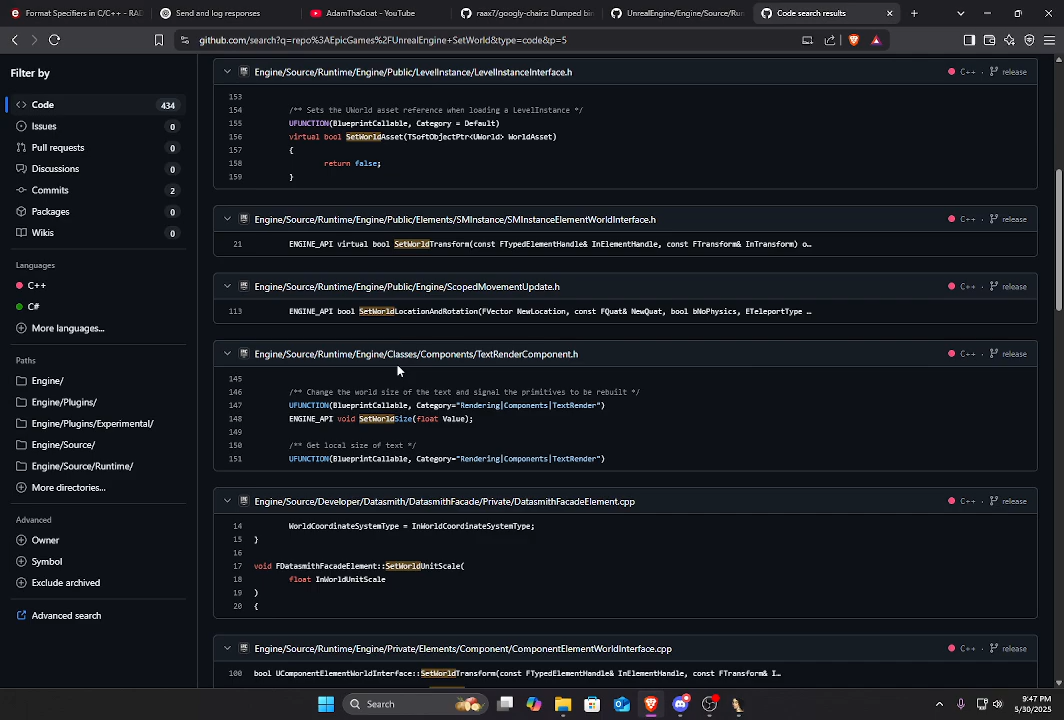 Format Specifiers in C/C++ - RAD
Send and log responses
AdamThaGoat - YouTube
raax7/googly-chairs: Dumped bin
UnrealEngine/Engine/Source/Run
Code search results
github.com/search?q=repo%3AEpicGames%2FUnrealEngine+SetWorld&type=code&p=5
Filter by
Code 434
Issues 0
Pull requests 0
Discussions 0
Commits 2
Packages 0
Wikis 0
Languages
C++
C#
More languages...
Paths
Engine/
Engine/Plugins/
Engine/Plugins/Experimental/
Engine/Source/
Engine/Source/Runtime/
More directories...
Advanced
Owner
Symbol
Exclude archived
Advanced search
Engine/Source/Runtime/Engine/Public/LevelInstance/LevelInstanceInterface.h C++ release
153
154 /** Sets the UWorld asset reference when loading a LevelInstance */
155 UFUNCTION(BlueprintCallable, Category = Default)
156 virtual bool SetWorldAsset(TSoftObjectPtr<UWorld> WorldAsset)
157 {
158 return false;
159 }
Engine/Source/Runtime/Engine/Public/Elements/SMInstance/SMInstanceElementWorldInterface.h C++ release
21 ENGINE_API virtual bool SetWorldTransform(const FTypedElementHandle& InElementHandle, const FTransform& InTransform) o…
Engine/Source/Runtime/Engine/Public/Engine/ScopedMovementUpdate.h C++ release
113 ENGINE_API bool SetWorldLocationAndRotation(FVector NewLocation, const FQuat& NewQuat, bool bNoPhysics, ETeleportType …
Engine/Source/Runtime/Engine/Classes/Components/TextRenderComponent.h C++ release
145
146 /** Change the world size of the text and signal the primitives to be rebuilt */
147 UFUNCTION(BlueprintCallable, Category="Rendering|Components|TextRender")
148 ENGINE_API void SetWorldSize(float Value);
149
150 /** Get local size of text */
151 UFUNCTION(BlueprintCallable, Category="Rendering|Components|TextRender")
Engine/Source/Developer/Datasmith/DatasmithFacade/Private/DatasmithFacadeElement.cpp C++ release
14 WorldCoordinateSystemType = InWorldCoordinateSystemType;
15 }
16
17 void FDatasmithFacadeElement::SetWorldUnitScale(
18 float InWorldUnitScale
19 )
20 {
Engine/Source/Runtime/Engine/Private/Elements/Component/ComponentElementWorldInterface.cpp C++ release
100 bool UComponentElementWorldInterface::SetWorldTransform(const FTypedElementHandle& InElementHandle, const FTransform& I…
Search
9:47 PM
5/30/2025